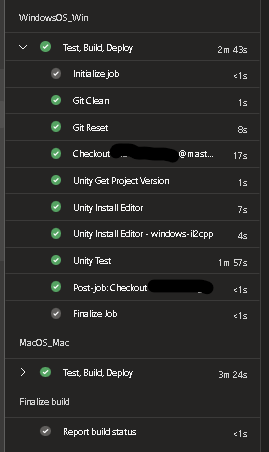 WindowsOS_Win
Test, Build, Deploy 2m 43s
Initialize job <1s
Git Clean 1s
Git Reset 8s
Checkout @mast... 17s
Unity Get Project Version 1s
Unity Install Editor 7s
Unity Install Editor - windows-il2cpp 4s
Unity Test 1m 57s
Post-job: Checkout <1s
Finalize Job <1s
MacOS_Mac
Test, Build, Deploy 3m 24s
Finalize build
Report build status <1s